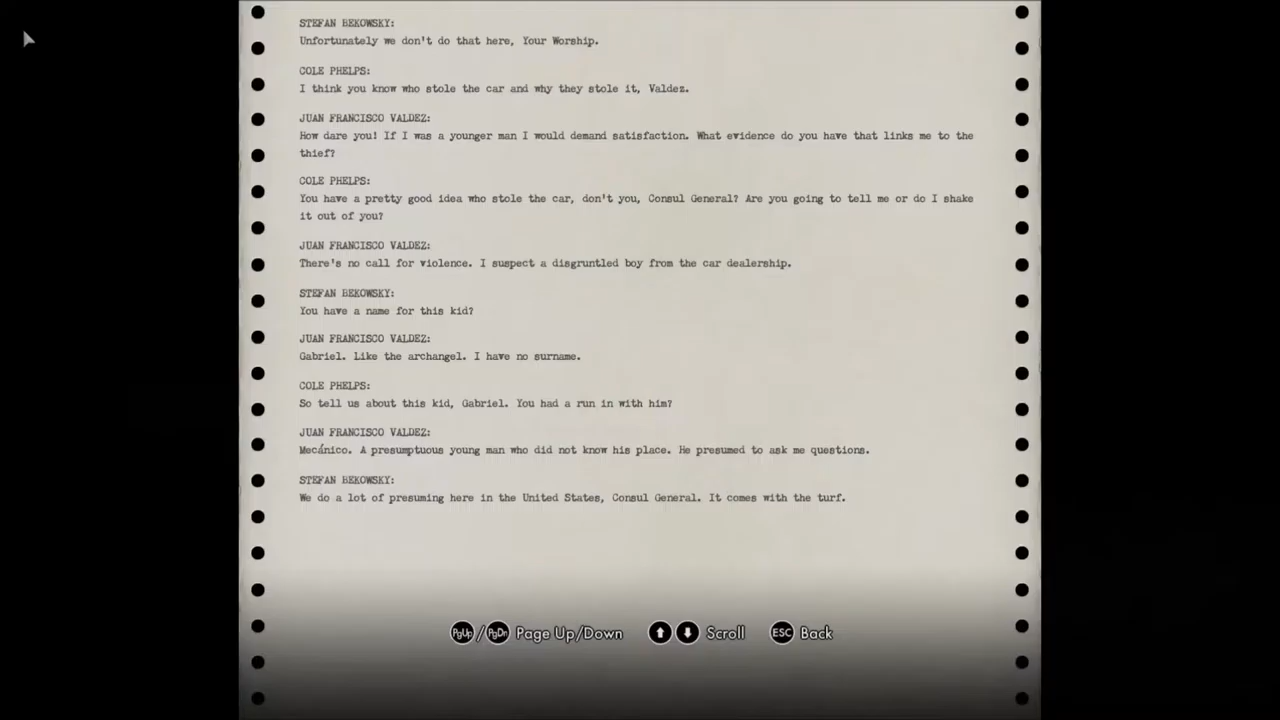 STEFAN BEKOWSKY:
Unfortunately we don't do that here, Your Worship.
COLE PHELPS:
I think you know who stole the car and why they stole it, Valdez.
JUAN FRANCISCO VALDEZ:
How dare you! If I was a younger man I would demand satisfaction. What evidence do you have that links me to the
thief?
COLE PHELPS:
You have a pretty good idea who stole the car, don't you, Consul General? Are you going to tell me or do I shake
it out of you?
JUAN FRANCISCO VALDEZ:
There's no call for violence. I suspect a disgruntled boy from the car dealership.
STEFAN BEKOWSKY:
You have a name for this kid?
JUAN FRANCISCO VALDEZ:
Gabriel. Like the archangel. I have no surname.
COLE PHELPS:
So tell us about this kid, Gabriel. You had a run in with him?
JUAN FRANCISCO VALDEZ:
Mecánico. A presumptuous young man who did not know his place. He presumed to ask me questions.
STEFAN BEKOWSKY:
We do a lot of presuming here in the United States, Consul General. It comes with the turf.
PgUp/PgDn Page Up/Down Scroll ESC Back